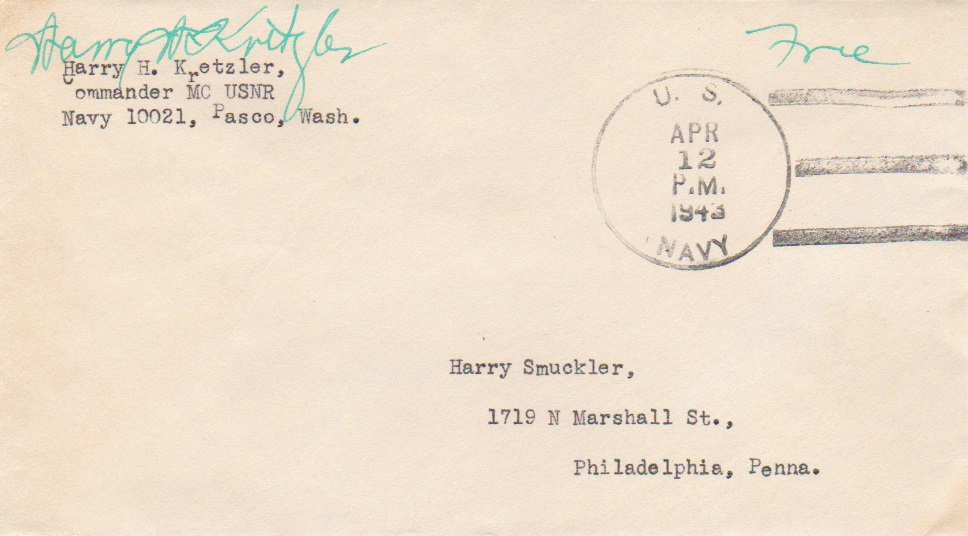 Harry H Kretzler
Harry H. Kretzler,
Commander MC USNR
Navy 10021, Pasco, Wash.
Free
U. S.
APR
12
P.M.
1943
NAVY
Harry Smuckler,
1719 N Marshall St.,
Philadelphia, Penna.